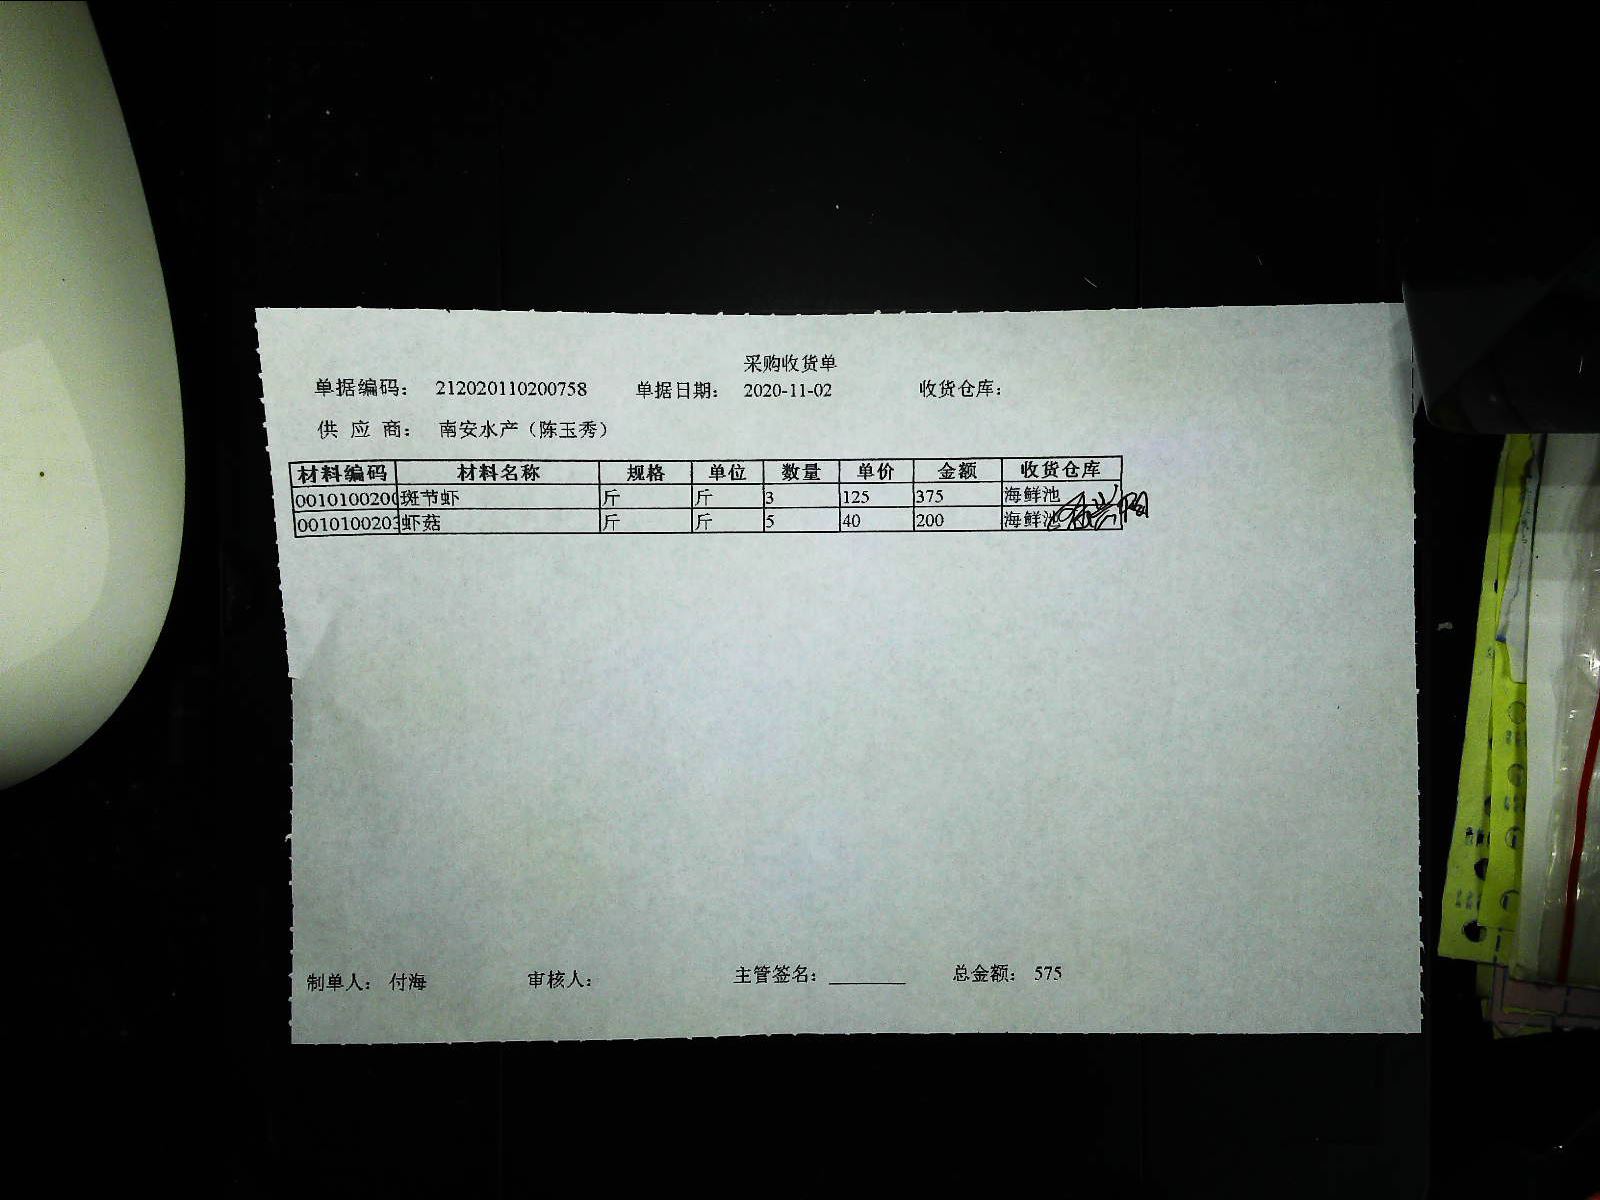 采购收货单
单据编码： 212020110200758 单据日期： 2020-11-02 收货仓库：
供 应 商： 南安水产（陈玉秀）
材料编码 材料名称 规格 单位 数量 单价 金额 收货仓库
0010100200 斑节虾 斤 斤 3 125 375 海鲜池
0010100203 虾菇 斤 斤 5 40 200 海鲜池
制单人： 付海 审核人： 主管签名： 总金额： 575